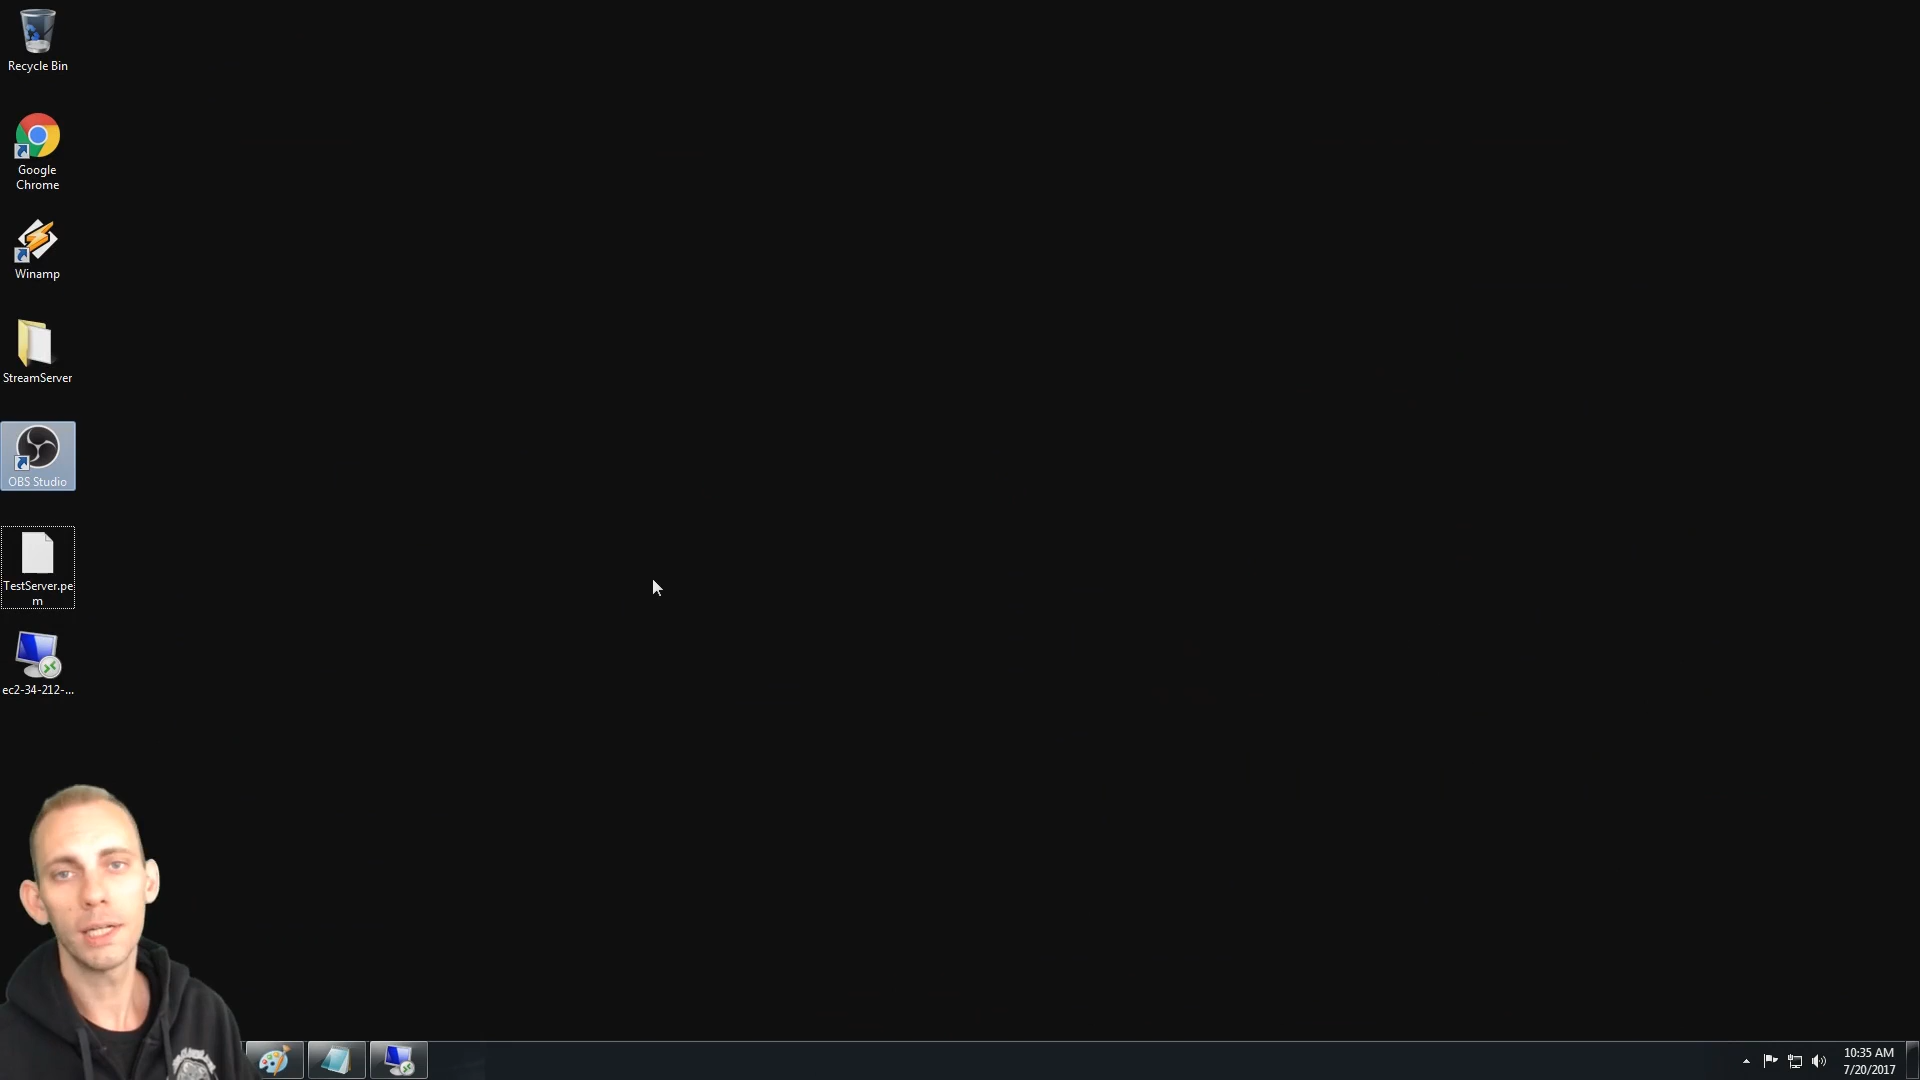 Recycle Bin
Google
Chrome
Winamp
StreamServer
OBS Studio
TestServer.pe
m
ec2-34-212-...
10:35 AM
7/20/2017